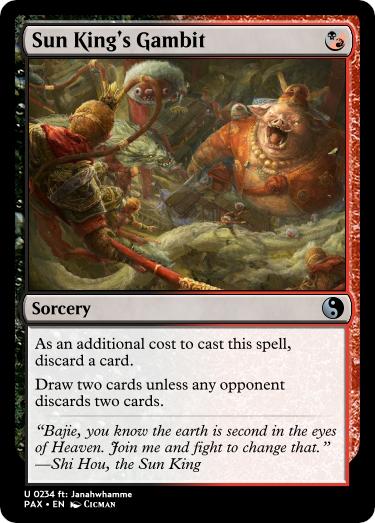 Sun King's Gambit
Sorcery
As an additional cost to cast this spell,
discard a card.
Draw two cards unless any opponent
discards two cards.
“Bajie, you know the earth is second in the eyes
of Heaven. Join me and fight to change that.”
—Shi Hou, the Sun King
U 0234 ft: Janahwhamme
PAX • EN Cicman